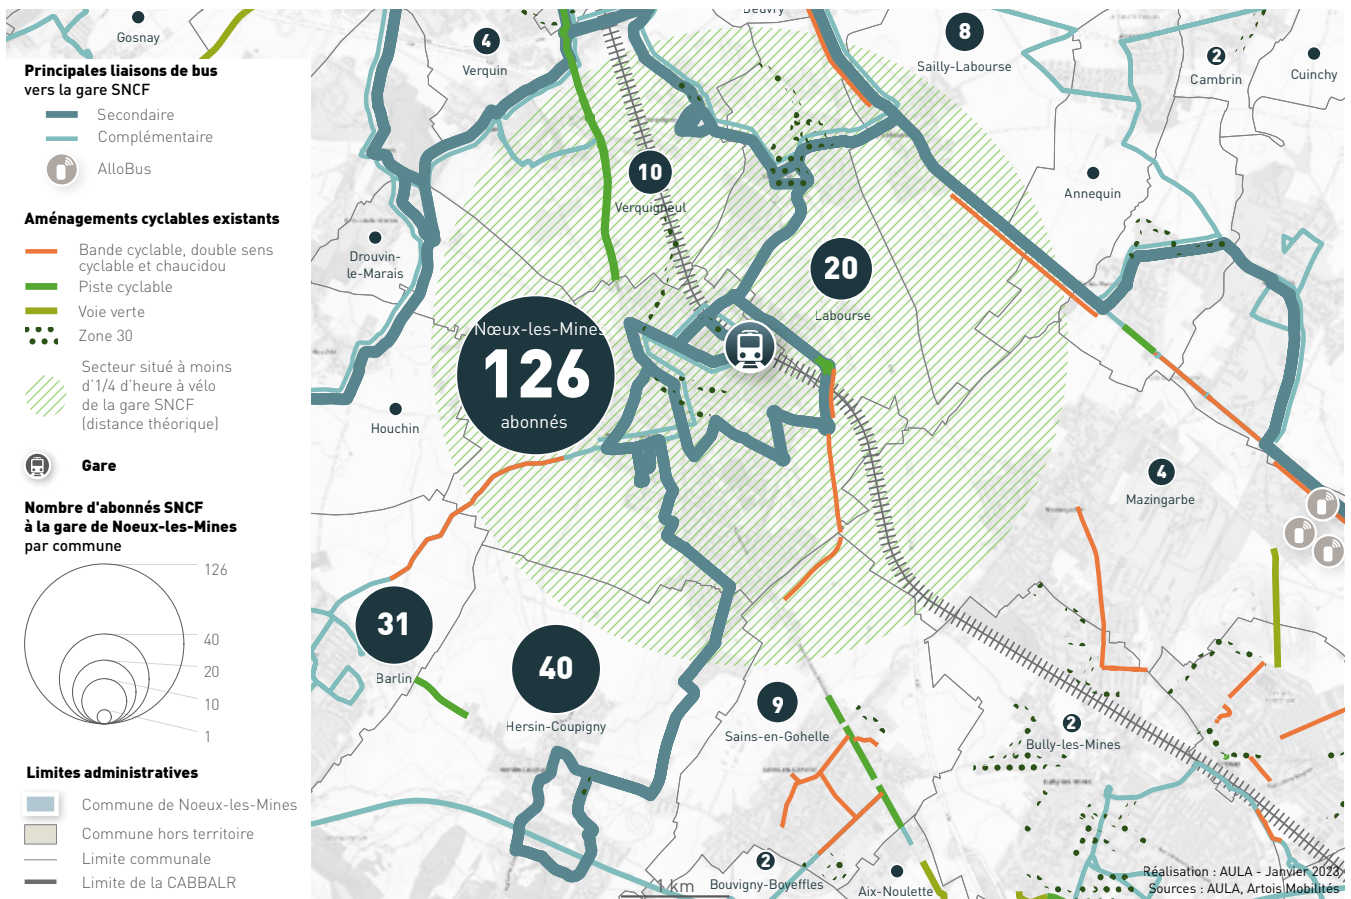 Gosnay
Principales liaisons de bus
vers la gare SNCF
Secondaire
Complémentaire
AlloBus
Aménagements cyclables existants
Bande cyclable, double sens
cyclable et chaucidou
Piste cyclable
Voie verte
Zone 30
Secteur situé à moins
d'1/4 d'heure à vélo
de la gare SNCF
(distance théorique)
Gare
Nombre d'abonnés SNCF
à la gare de Noeux-les-Mines
par commune
126
40
20
10
1
Limites administratives
Commune de Noeux-les-Mines
Commune hors territoire
Limite communale
Limite de la CABBALR
4
Verquin
Beuvry
8
Sailly-Labourse
2
Cambrin
Cuinchy
10
Verquigneul
Annequin
Drouvin-
le-Marais
20
Labourse
Nœux-les-Mines
126
abonnés
Houchin
4
Mazingarbe
31
Barlin
40
Hersin-Coupigny
9
Sains-en-Gohelle
2
Bully-les-Mines
2
Bouvigny-Boyeffles
Aix-Noulette
1 km
Réalisation : AULA - Janvier 2023
Sources : AULA, Artois Mobilités